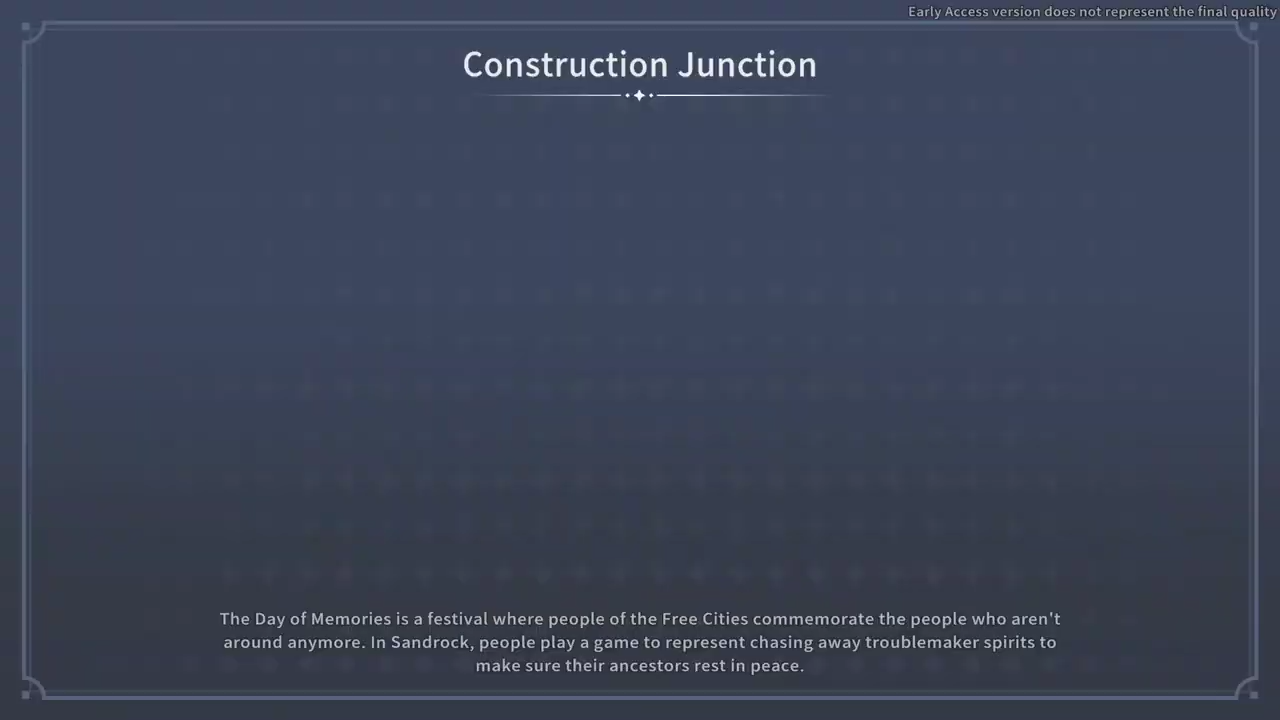 Early Access version does not represent the final quality
Construction Junction
The Day of Memories is a festival where people of the Free Cities commemorate the people who aren't
around anymore. In Sandrock, people play a game to represent chasing away troublemaker spirits to
make sure their ancestors rest in peace.